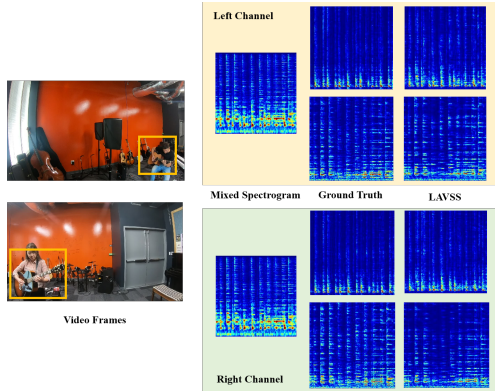 Left Channel
Mixed Spectrogram
Ground Truth
LAVSS
Video Frames
Right Channel